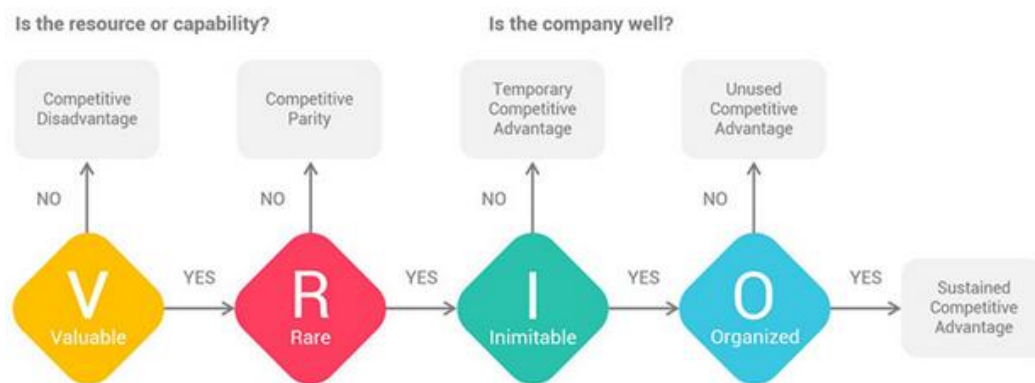 Is the resource or capability?
Is the company well?
Competitive
Disadvantage
Competitive
Parity
Temporary
Competitive
Advantage
Unused
Competitive
Advantage
NO
NO
NO
NO
V
Valuable
YES
R
Rare
YES
I
Inimitable
YES
O
Organized
YES
Sustained
Competitive
Advantage